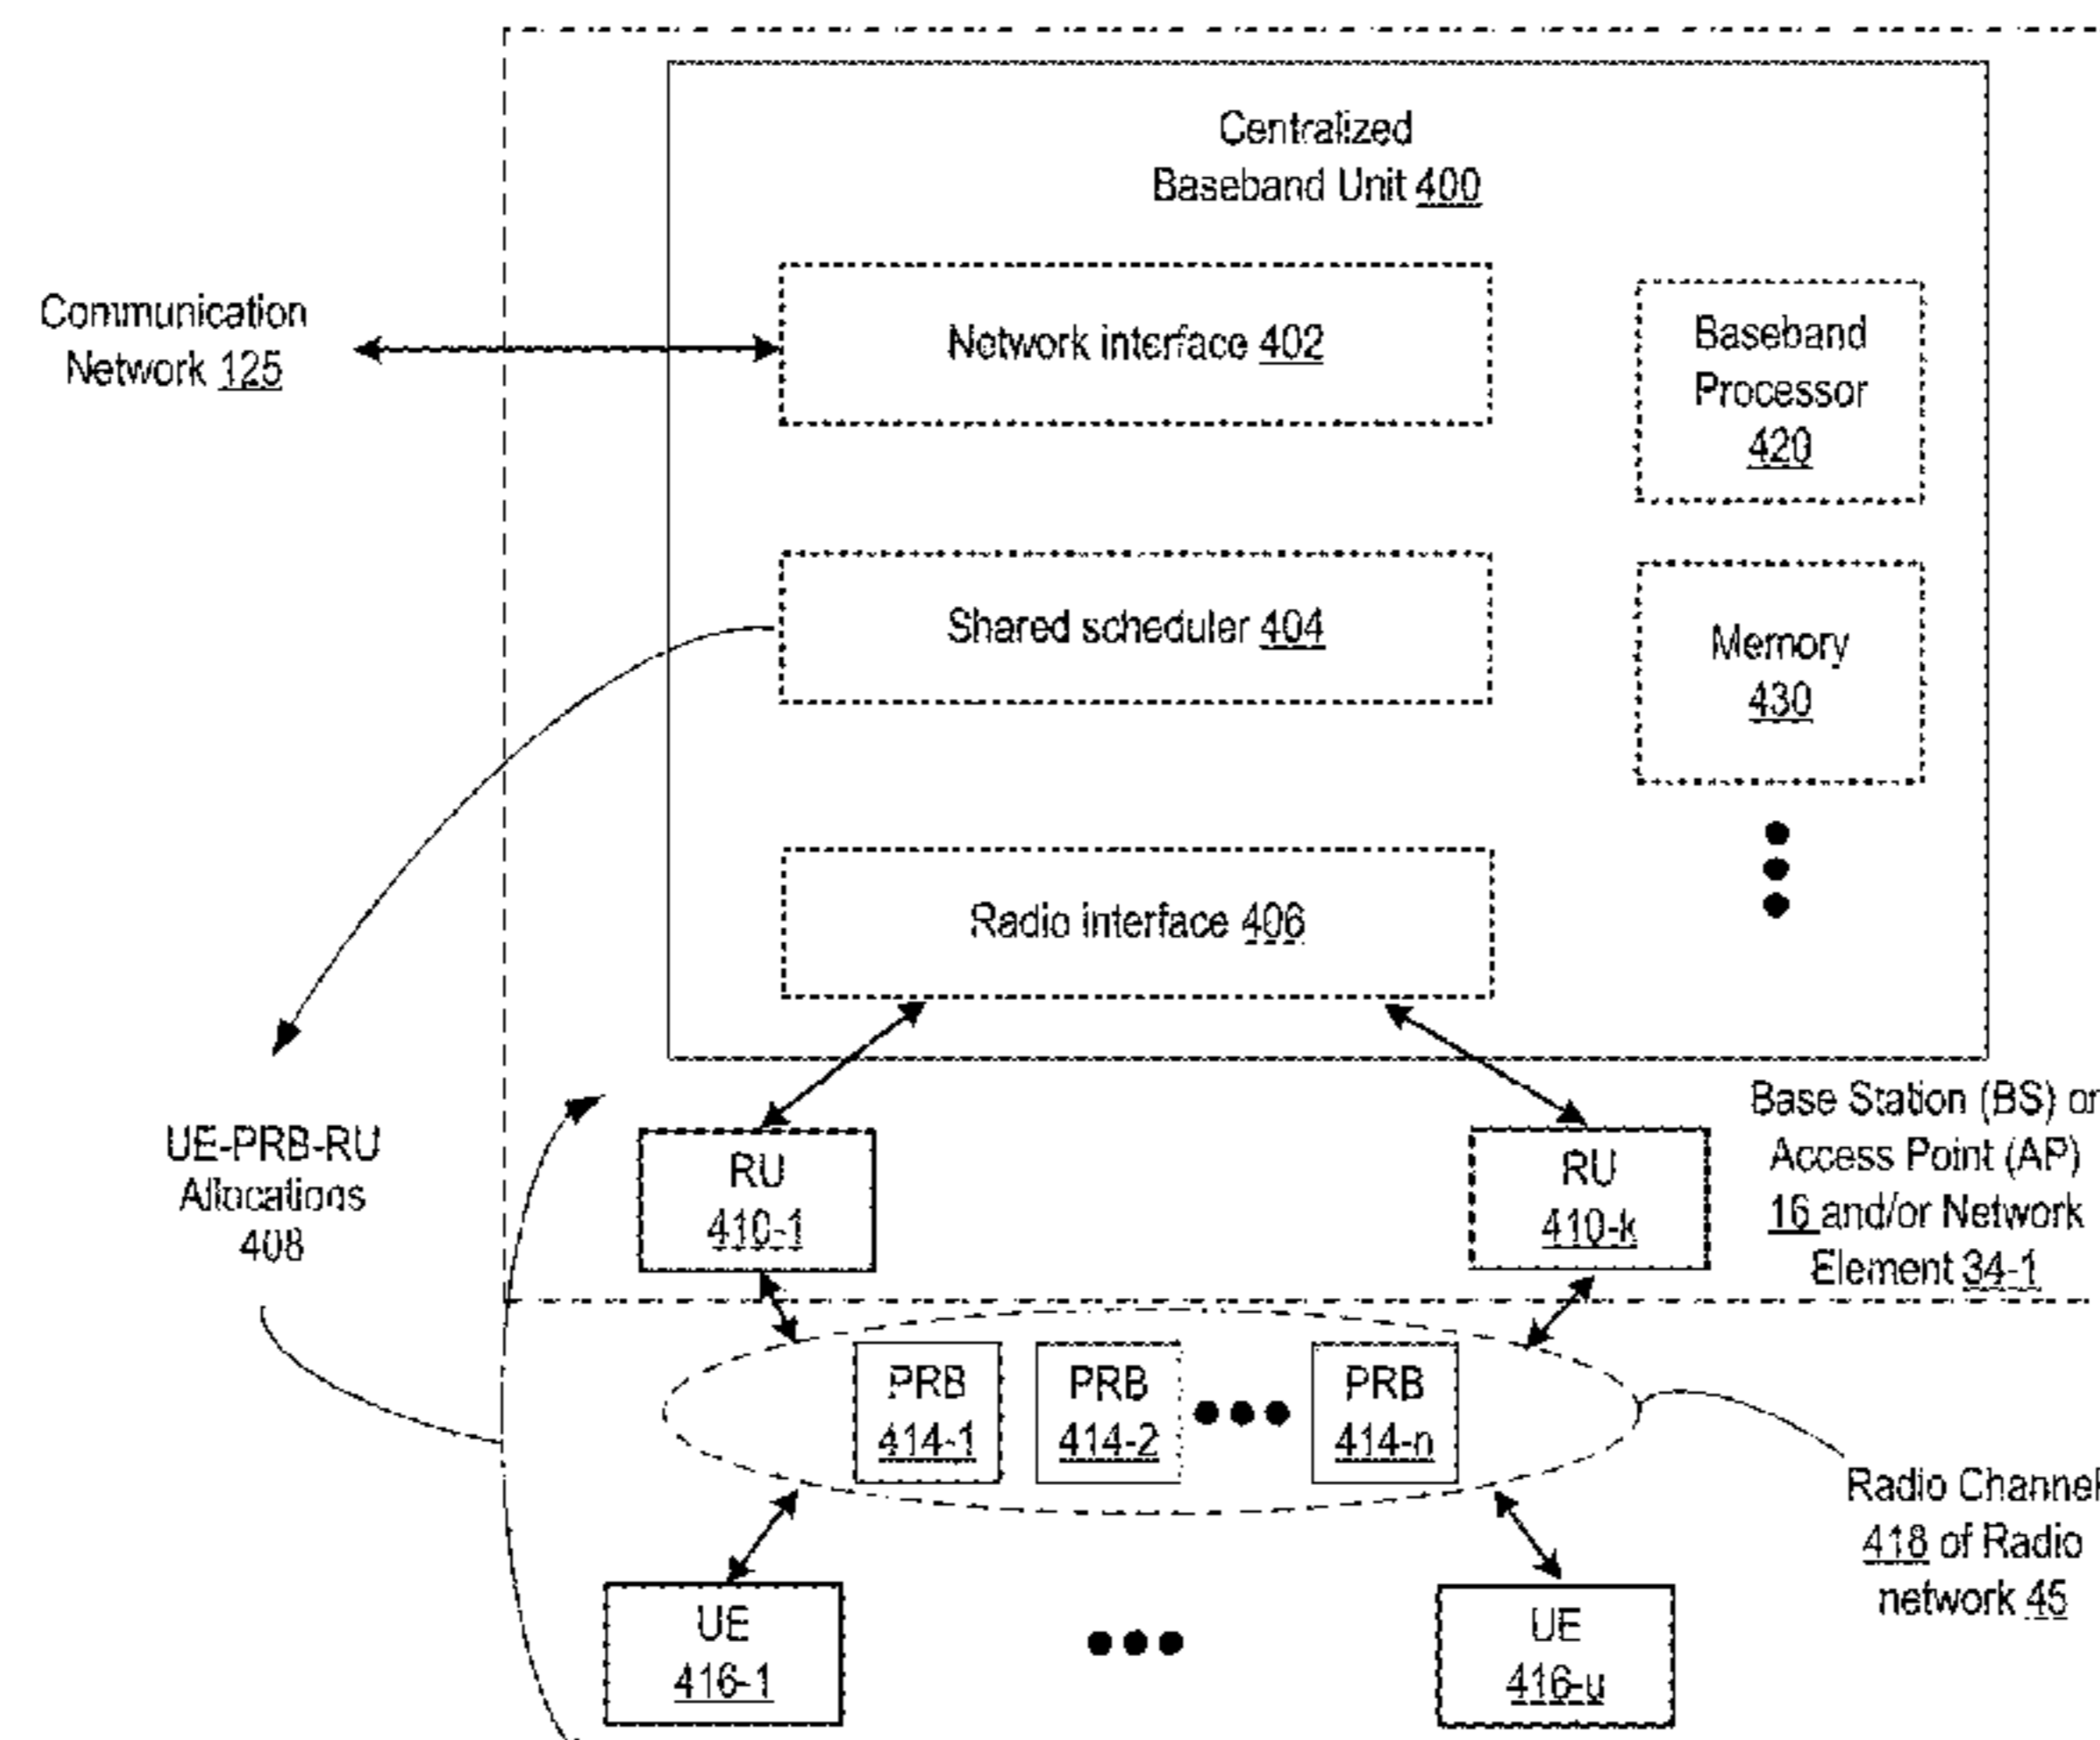 Centralized
Baseband Unit 400
Communication
Network 125
Network interface 402
Baseband
Processor
420
Shared scheduler 404
Memory
430
Radio interface 406
UE-PRB-RU
Allocations
408
RU
410-1
RU
410-k
Base Station (BS) or
Access Point (AP)
16 and/or Network
Element 34-1
PRB
414-1
PRB
414-2
PRB
414-n
Radio Channel
418 of Radio
network 45
UE
416-1
UE
416-u